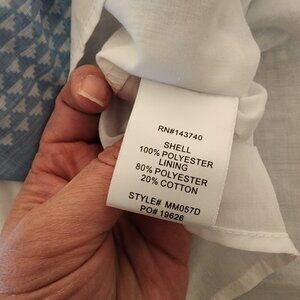 RN#143740
SHELL
100% POLYESTER
LINING
80% POLYESTER
20% COTTON
STYLE# MM057D
PO# 19626